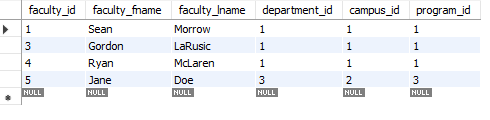 faculty_id faculty_fname faculty_lname department_id campus_id program_id
1 Sean Morrow 1 1 1
3 Gordon LaRusic 1 1 1
4 Ryan McLaren 1 1 1
5 Jane Doe 3 2 3
NULL NULL NULL NULL NULL NULL